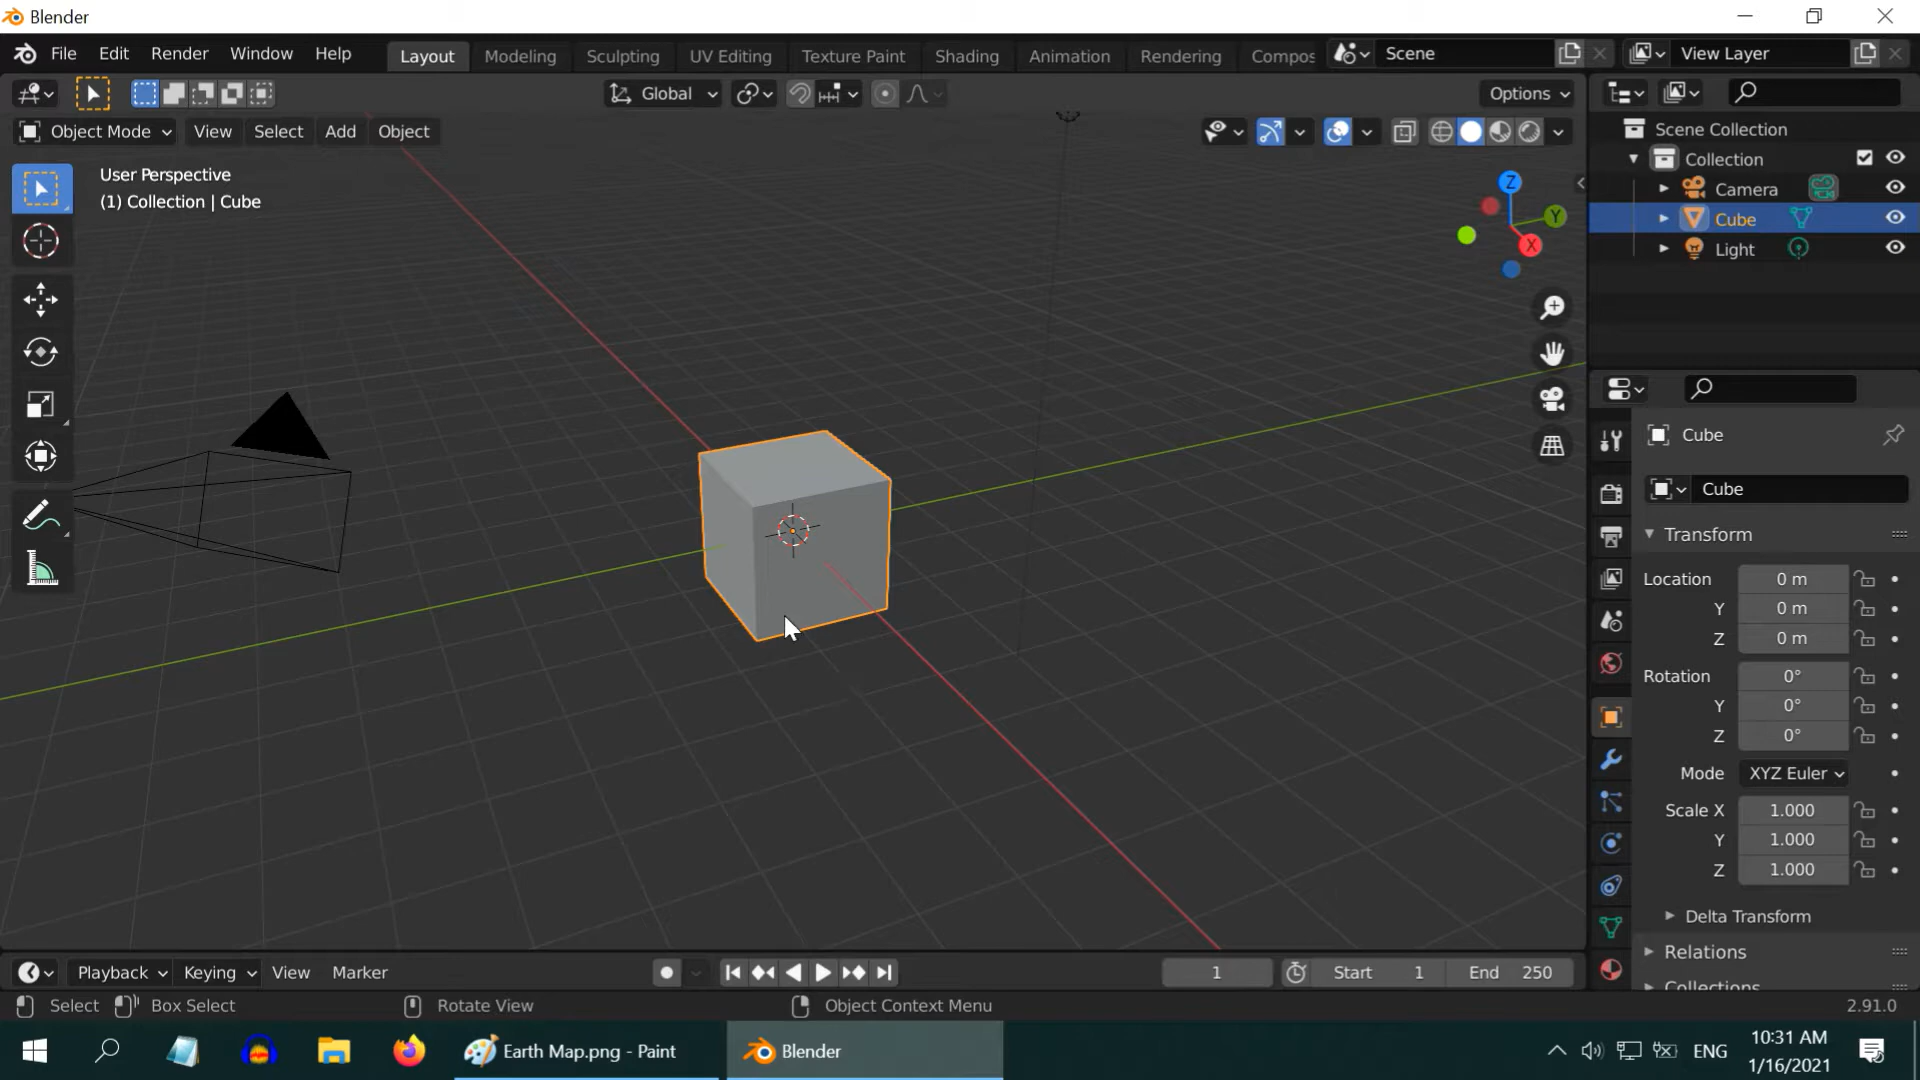 Blender
File Edit Render Window Help Layout Modeling Sculpting UV Editing Texture Paint Shading Animation Rendering Compos Scene View Layer
Global Options
Object Mode View Select Add Object
User Perspective
(1) Collection | Cube
Z
Y
X
Scene Collection
Collection
Camera
Cube
Light
Cube
Cube
Transform
Location 0 m
Y 0 m
Z 0 m
Rotation 0°
Y 0°
Z 0°
Mode XYZ Euler
Scale X 1.000
Y 1.000
Z 1.000
Delta Transform
Relations
Collections
Playback Keying View Marker 1 Start 1 End 250
Select Box Select Rotate View Object Context Menu 2.91.0
Earth Map.png - Paint Blender ENG 10:31 AM
1/16/2021